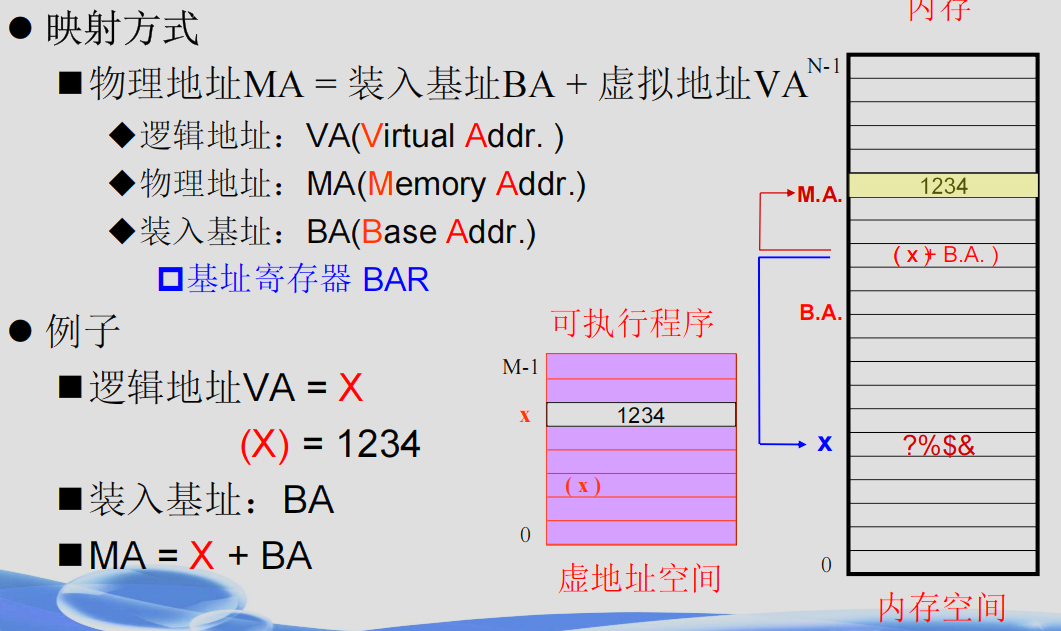 映射方式
物理地址MA = 装入基址BA + 虚拟地址VA
逻辑地址：VA(Virtual Addr. )
物理地址：MA(Memory Addr.)
装入基址：BA(Base Addr.)
基址寄存器 BAR
例子
逻辑地址VA = X
(X) = 1234
装入基址：BA
MA = X + BA
可执行程序
M-1
x
1234
( x )
0
虚地址空间
内存
N-1
M.A.
1234
( x + B.A. )
B.A.
x
?%$&
0
内存空间